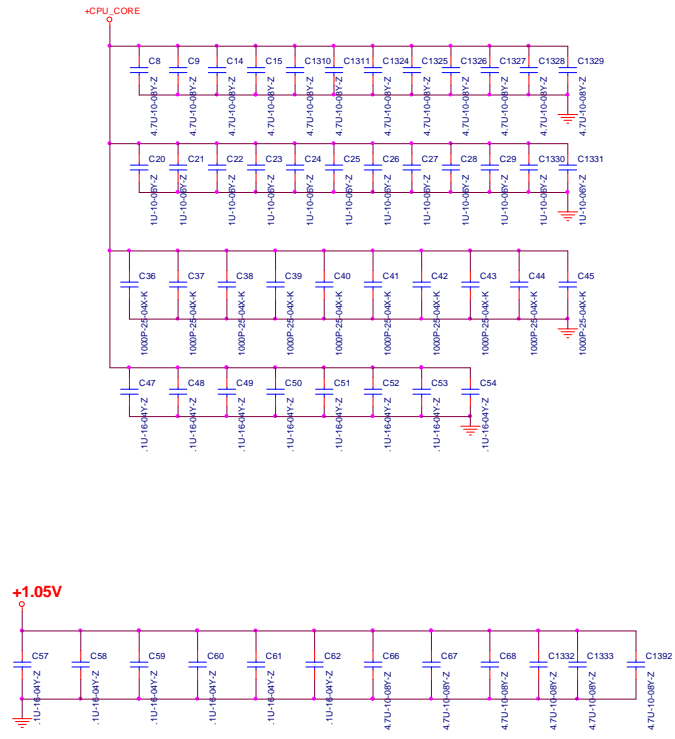 +CPU_CORE
C8 C9 C14 C15 C1310 C1311 C1324 C1325 C1326 C1327 C1328 C1329
4.7U-10-08Y-Z 4.7U-10-08Y-Z 4.7U-10-08Y-Z 4.7U-10-08Y-Z 4.7U-10-08Y-Z 4.7U-10-08Y-Z 4.7U-10-08Y-Z 4.7U-10-08Y-Z 4.7U-10-08Y-Z 4.7U-10-08Y-Z 4.7U-10-08Y-Z 4.7U-10-08Y-Z
C20 C21 C22 C23 C24 C25 C26 C27 C28 C29 C1330 C1331
1U-10-06Y-Z 1U-10-06Y-Z 1U-10-06Y-Z 1U-10-06Y-Z 1U-10-06Y-Z 1U-10-06Y-Z 1U-10-06Y-Z 1U-10-06Y-Z 1U-10-06Y-Z 1U-10-06Y-Z 1U-10-06Y-Z 1U-10-06Y-Z
C36 C37 C38 C39 C40 C41 C42 C43 C44 C45
1000P-25-04X-K 1000P-25-04X-K 1000P-25-04X-K 1000P-25-04X-K 1000P-25-04X-K 1000P-25-04X-K 1000P-25-04X-K 1000P-25-04X-K 1000P-25-04X-K 1000P-25-04X-K
C47 C48 C49 C50 C51 C52 C53 C54
.1U-16-04Y-Z .1U-16-04Y-Z .1U-16-04Y-Z .1U-16-04Y-Z .1U-16-04Y-Z .1U-16-04Y-Z .1U-16-04Y-Z .1U-16-04Y-Z
+1.05V
C57 C58 C59 C60 C61 C62 C66 C67 C68 C1332 C1333 C1392
.1U-16-04Y-Z .1U-16-04Y-Z .1U-16-04Y-Z .1U-16-04Y-Z .1U-16-04Y-Z .1U-16-04Y-Z 4.7U-10-08Y-Z 4.7U-10-08Y-Z 4.7U-10-08Y-Z 4.7U-10-08Y-Z 4.7U-10-08Y-Z 4.7U-10-08Y-Z